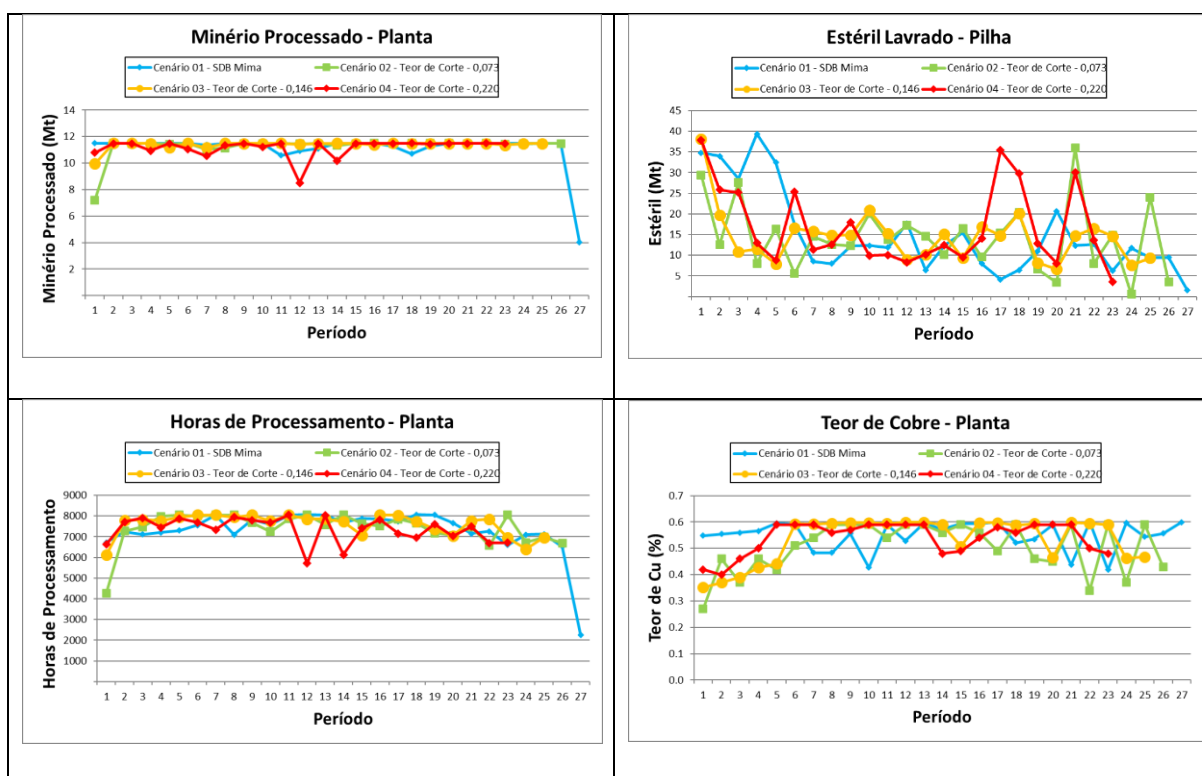 Minério Processado - Planta
Cenário 01 - SDB Mima
Cenário 02 - Teor de Corte - 0,073
Cenário 03 - Teor de Corte - 0,146
Cenário 04 - Teor de Corte - 0,220
Minério Processado (Mt)
14
12
10
8
6
4
2
1 2 3 4 5 6 7 8 9 10 11 12 13 14 15 16 17 18 19 20 21 22 23 24 25 26 27
Período
Estéril Lavrado - Pilha
Cenário 01 - SDB Mima
Cenário 02 - Teor de Corte - 0,073
Cenário 03 - Teor de Corte - 0,146
Cenário 04 - Teor de Corte - 0,220
Estéril (Mt)
45
40
35
30
25
20
15
10
5
1 2 3 4 5 6 7 8 9 10 11 12 13 14 15 16 17 18 19 20 21 22 23 24 25 26 27
Período
Horas de Processamento - Planta
Cenário 01 - SDB Mima
Cenário 02 - Teor de Corte - 0,073
Cenário 03 - Teor de Corte - 0,146
Cenário 04 - Teor de Corte - 0,220
Horas de Processamento
9000
8000
7000
6000
5000
4000
3000
2000
1000
1 2 3 4 5 6 7 8 9 10 11 12 13 14 15 16 17 18 19 20 21 22 23 24 25 26 27
Período
Teor de Cobre - Planta
Cenário 01 - SDB Mima
Cenário 02 - Teor de Corte - 0,073
Cenário 03 - Teor de Corte - 0,146
Cenário 04 - Teor de Corte - 0,220
Teor de Cu (%)
0.7
0.6
0.5
0.4
0.3
0.2
0.1
0.0
1 2 3 4 5 6 7 8 9 10 11 12 13 14 15 16 17 18 19 20 21 22 23 24 25 26 27
Período